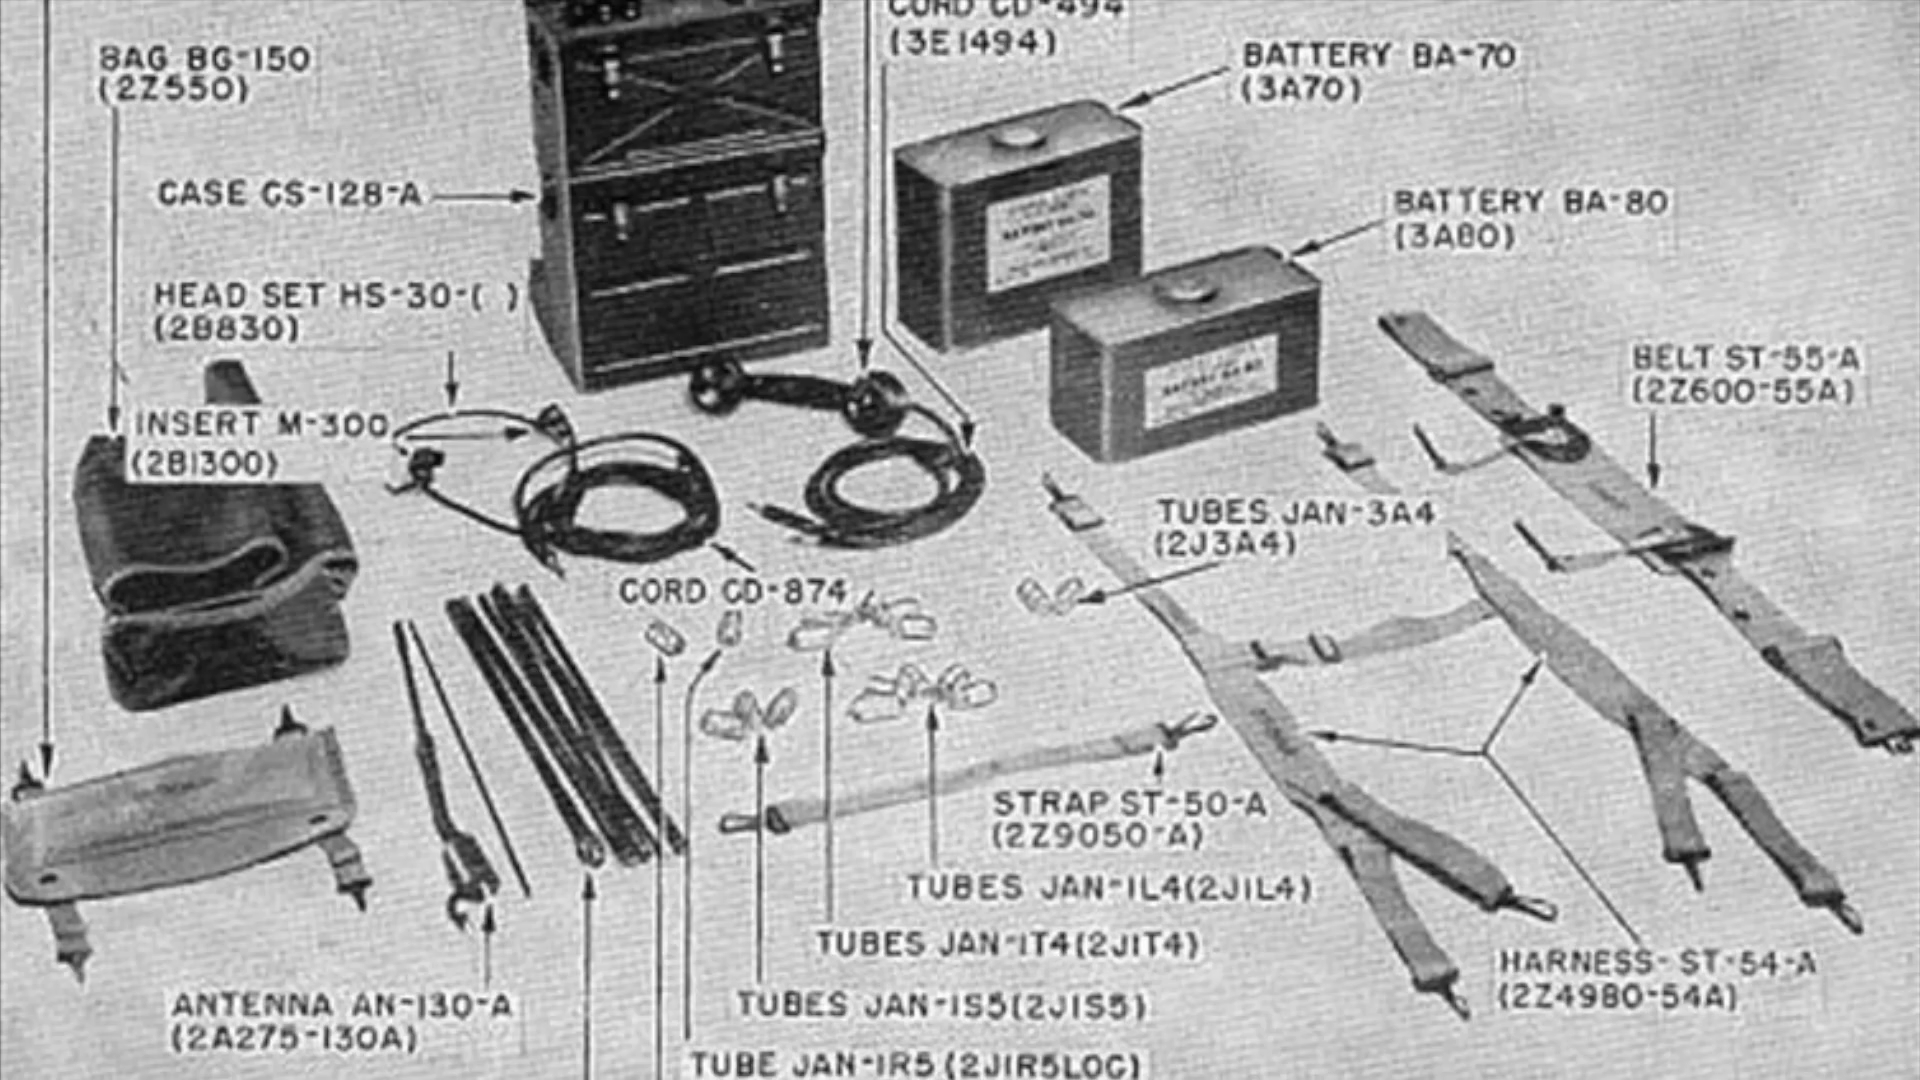 CORD CD-494
(3E1494)
BAG BG-150
(2Z550)
BATTERY BA-70
(3A70)
CASE CS-128-A
BATTERY BA-80
(3A80)
HEAD SET HS-30-( )
(2B830)
BELT ST-55-A
(2Z600-55A)
INSERT M-300
(2B1300)
TUBES JAN-3A4
(2J3A4)
CORD CD-874
STRAP ST-50-A
(2Z9050-A)
TUBES JAN-1L4(2J1L4)
TUBES JAN-1T4(2J1T4)
HARNESS- ST-54-A
(2Z4980-54A)
ANTENNA AN-130-A
(2A275-130A)
TUBES JAN-1S5(2J1S5)
TUBE JAN-1R5(2J1R5LOC)